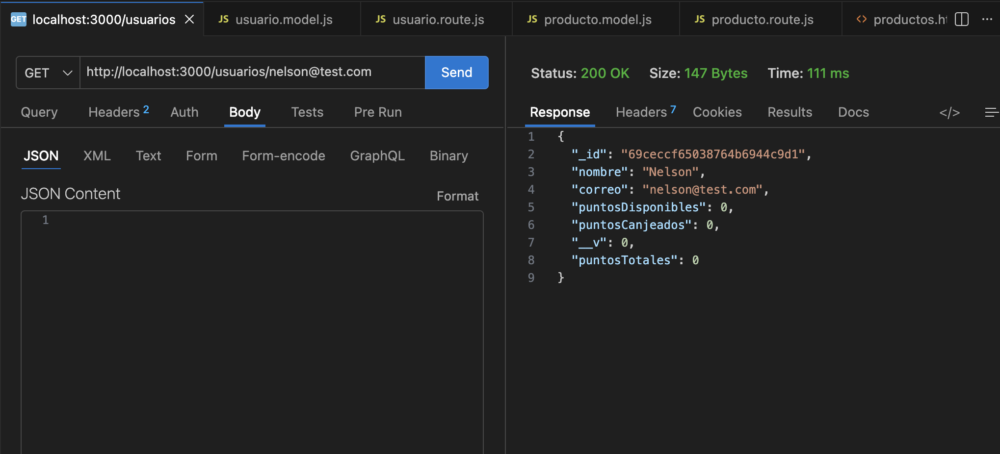 GET localhost:3000/usuarios
JS usuario.model.js
JS usuario.route.js
JS producto.model.js
JS producto.route.js
<> productos.ht
GET http://localhost:3000/usuarios/nelson@test.com Send
Query Headers 2 Auth Body Tests Pre Run
JSON XML Text Form Form-encode GraphQL Binary
JSON Content Format
1
Status: 200 OK Size: 147 Bytes Time: 111 ms
Response Headers 7 Cookies Results Docs </>
1 {
2 "_id": "69ceccf65038764b6944c9d1",
3 "nombre": "Nelson",
4 "correo": "nelson@test.com",
5 "puntosDisponibles": 0,
6 "puntosCanjeados": 0,
7 "__v": 0,
8 "puntosTotales": 0
9 }